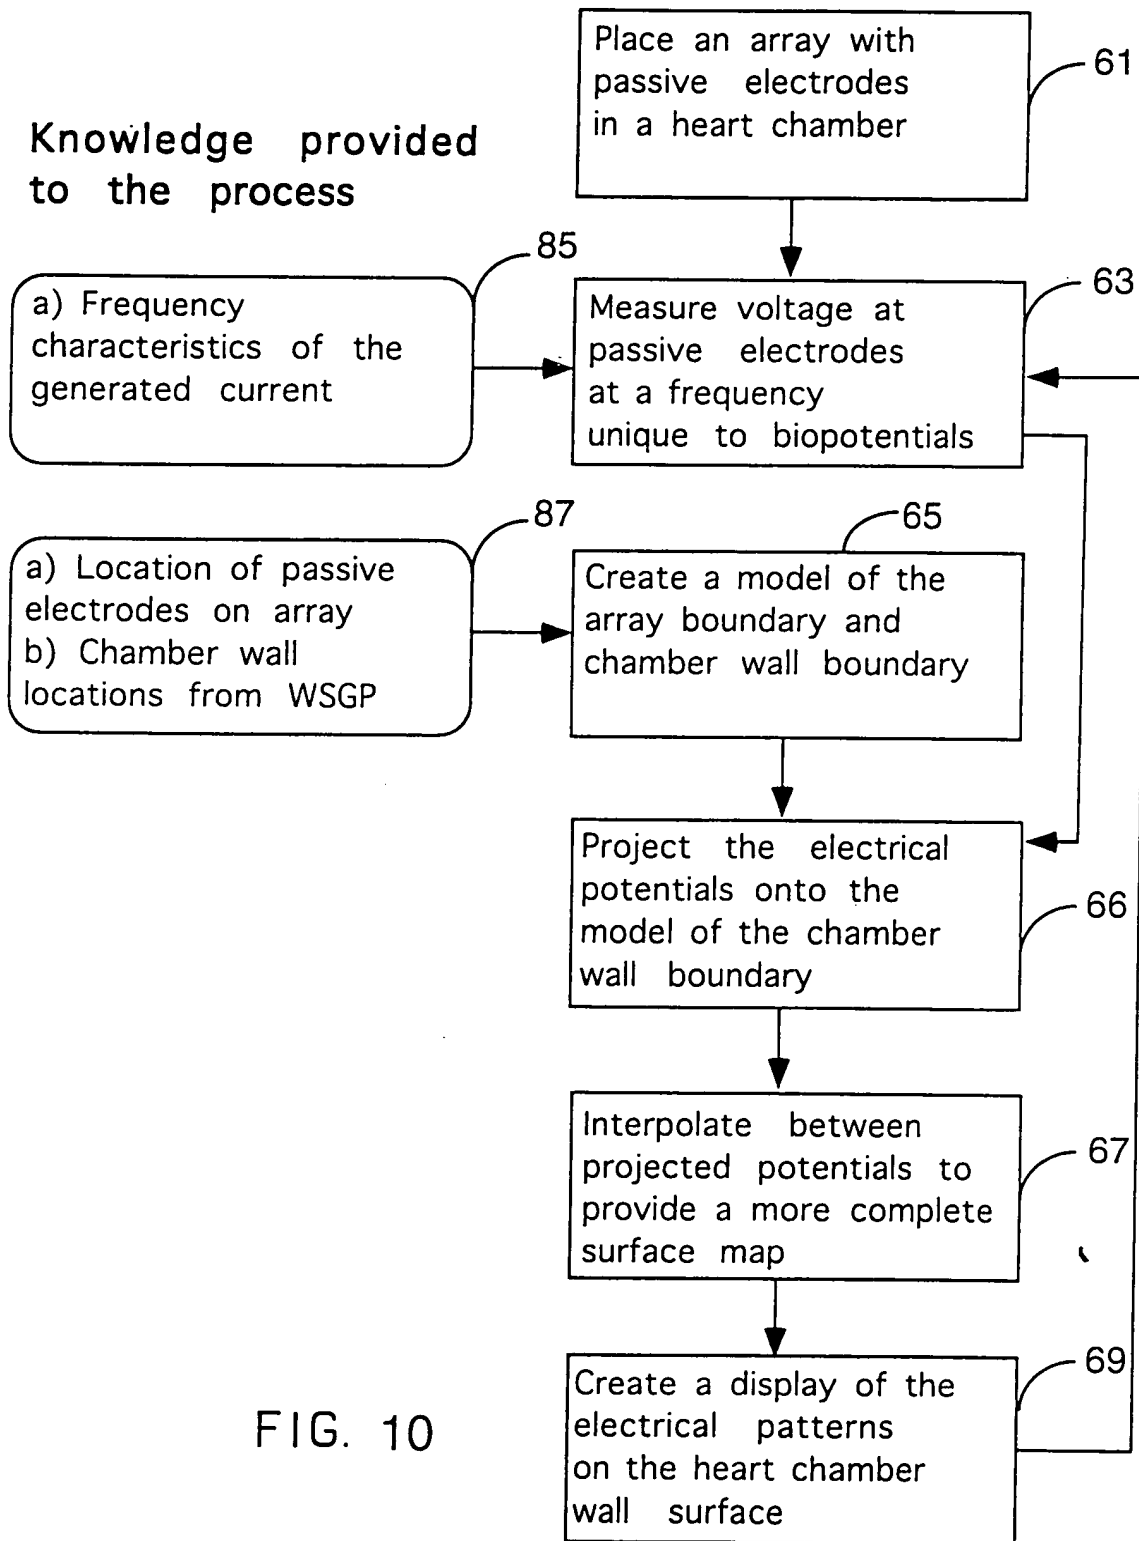 Place an array with
passive electrodes
in a heart chamber
61
Knowledge provided
to the process
85
a) Frequency
characteristics of the
generated current
63
Measure voltage at
passive electrodes
at a frequency
unique to biopotentials
87
a) Location of passive
electrodes on array
b) Chamber wall
locations from WSGP
65
Create a model of the
array boundary and
chamber wall boundary
Project the electrical
potentials onto the
model of the chamber
wall boundary
66
Interpolate between
projected potentials to
provide a more complete
surface map
67
Create a display of the
electrical patterns
on the heart chamber
wall surface
69
FIG. 10